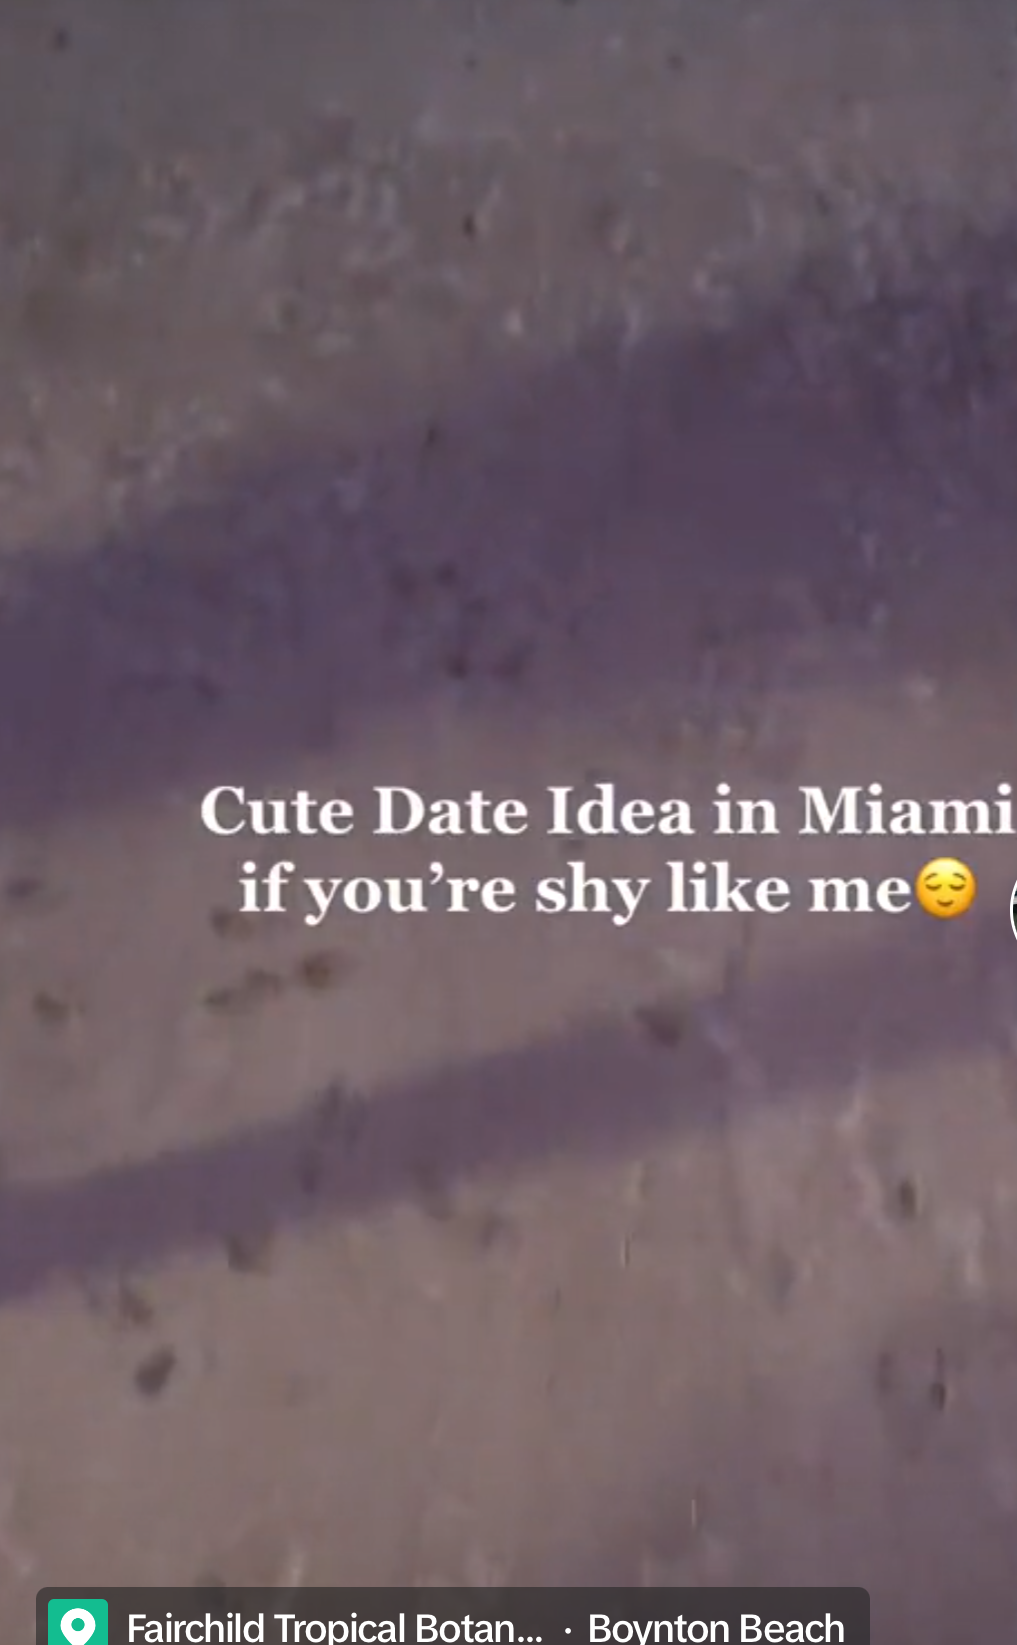 Cute Date Idea in Miami
if you’re shy like me😌
Fairchild Tropical Botan... · Boynton Beach